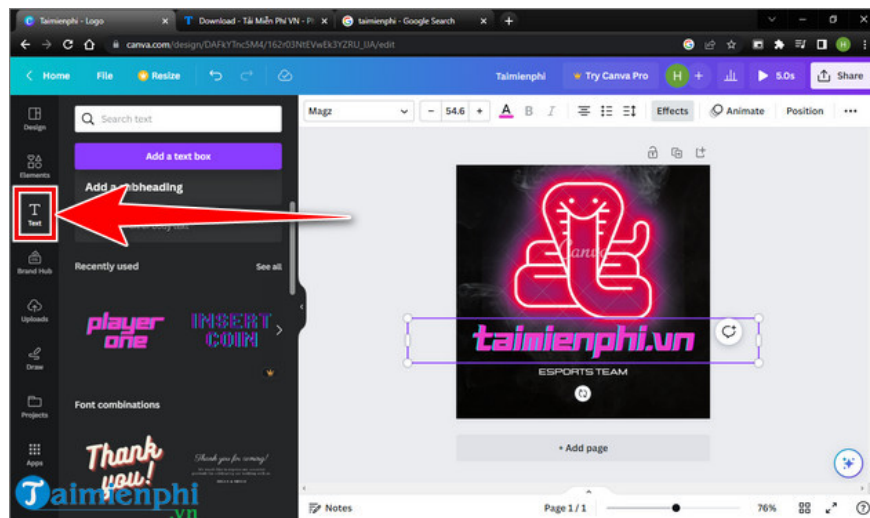 Taimienphi - Logo
Download - Tải Miễn Phí VN - Ph
taimienphi - Google Search
canva.com/design/DAFkYTnc5M4/162r03NtEVwEk3YZRU_IJA/edit
Home File Resize Taimienphi Try Canva Pro H + 5.0s Share
Design
Elements
Text
Brand Hub
Uploads
Draw
Projects
Apps
Search text
Add a text box
Add a subheading
body text
Recently used See all
player one
INSERT COIN
Font combinations
Thank you!
Thank you for coming!
Magz - 54.6 + A B I Effects Animate Position
Canva
taimienphi.vn
ESPORTS TEAM
+ Add page
Notes Page 1 / 1 76%
Taimienphi
.vn